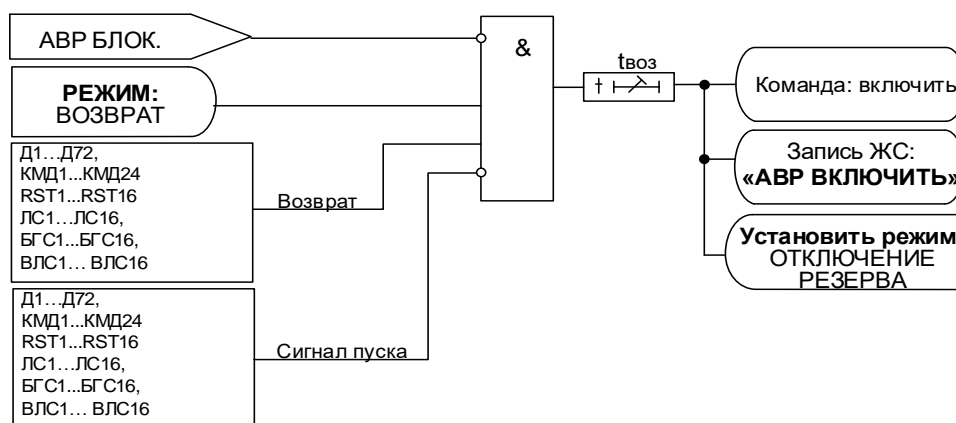 АВР БЛОК.
РЕЖИМ:
ВОЗВРАТ
Д1…Д72,
КМД1...КМД24
RST1...RST16
ЛС1…ЛС16,
БГС1...БГС16,
ВЛС1… ВЛС16
Возврат
Д1…Д72,
КМД1...КМД24
RST1...RST16
ЛС1…ЛС16,
БГС1...БГС16,
ВЛС1… ВЛС16
Сигнал пуска
&
tвоз
Команда: включить
Запись ЖС:
«АВР ВКЛЮЧИТЬ»
Установить режим
ОТКЛЮЧЕНИЕ
РЕЗЕРВА